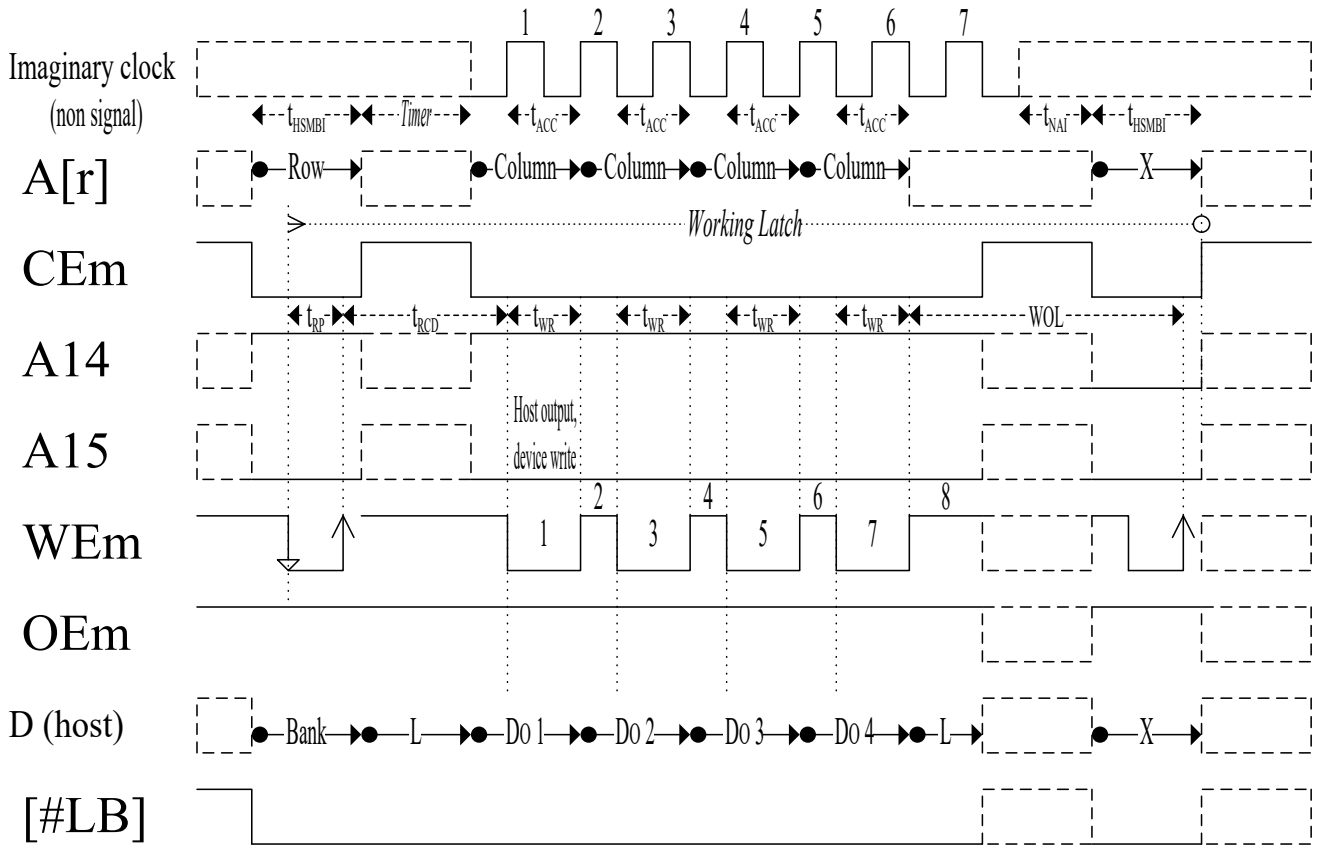 1 2 3 4 5 6 7
Imaginary clock
(non signal)
tHSMBI Timer tACC tACC tACC tACC tNAI tHSMBI
A[r]
Row Column Column Column Column X
Working Latch
CEm
tRP tRCD tWR tWR tWR tWR WOL
A14
Host output,
A15
device write
2 4 6 8
WEm
1 3 5 7
OEm
D (host)
Bank L Do 1 Do 2 Do 3 Do 4 L X
[#LB]